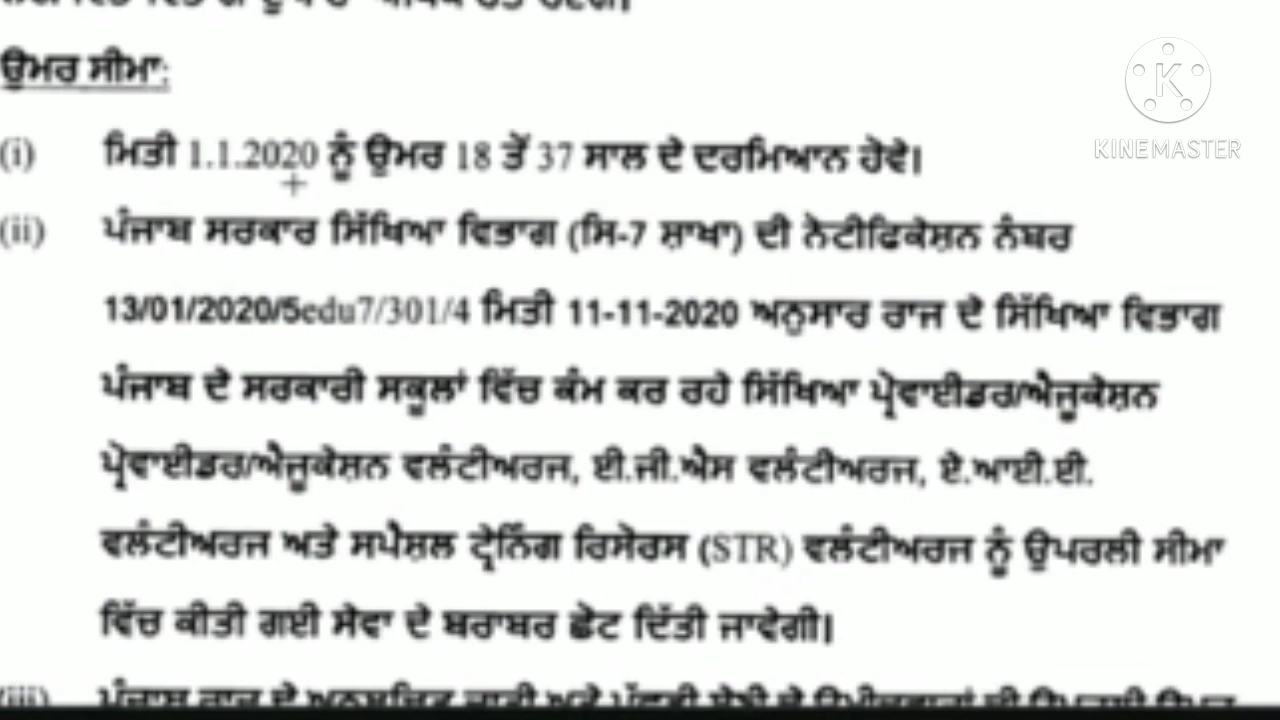 ਉਮਰ ਸੀਮਾ:
K
KINEMASTER
(i) ਮਿਤੀ 1.1.2020 ਨੂੰ ਉਮਰ 18 ਤੋਂ 37 ਸਾਲ ਦੇ ਦਰਮਿਆਨ ਹੋਵੇ।
(ii) ਪੰਜਾਬ ਸਰਕਾਰ ਸਿੱਖਿਆ ਵਿਭਾਗ (ਸਿ-7 ਸ਼ਾਖਾ) ਦੀ ਨੋਟੀਫਿਕੇਸ਼ਨ ਨੰਬਰ
13/01/2020/5edu7/301/4 ਮਿਤੀ 11-11-2020 ਅਨੁਸਾਰ ਰਾਜ ਦੇ ਸਿੱਖਿਆ ਵਿਭਾਗ
ਪੰਜਾਬ ਦੇ ਸਰਕਾਰੀ ਸਕੂਲਾਂ ਵਿੱਚ ਕੰਮ ਕਰ ਰਹੇ ਸਿੱਖਿਆ ਪ੍ਰੋਵਾਈਡਰ/ਐਜੂਕੇਸ਼ਨ
ਪ੍ਰੋਵਾਈਡਰ/ਐਜੂਕੇਸ਼ਨ ਵਲੰਟੀਅਰਜ, ਈ.ਜੀ.ਐਸ ਵਲੰਟੀਅਰਜ, ਏ.ਆਈ.ਈ.
ਵਲੰਟੀਅਰਜ ਅਤੇ ਸਪੈਸ਼ਲ ਟ੍ਰੇਨਿੰਗ ਰਿਸੋਰਸ (STR) ਵਲੰਟੀਅਰਜ ਨੂੰ ਉਪਰਲੀ ਸੀਮਾ
ਵਿੱਚ ਕੀਤੀ ਗਈ ਸੇਵਾ ਦੇ ਬਰਾਬਰ ਛੋਟ ਦਿੱਤੀ ਜਾਵੇਗੀ।
(iii) ਪੰਜਾਬ ਰਾਜ ਦੇ